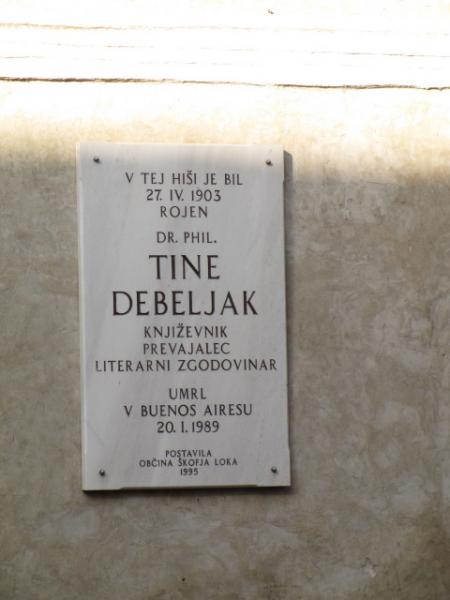 V TEJ HIŠI JE BIL
27. IV. 1903
ROJEN
DR. PHIL.
TINE
DEBELJAK
KNJIŽEVNIK
PREVAJALEC
LITERARNI ZGODOVINAR
UMRL
V BUENOS AIRESU
20. I. 1989
POSTAVILA
OBČINA ŠKOFJA LOKA
1995